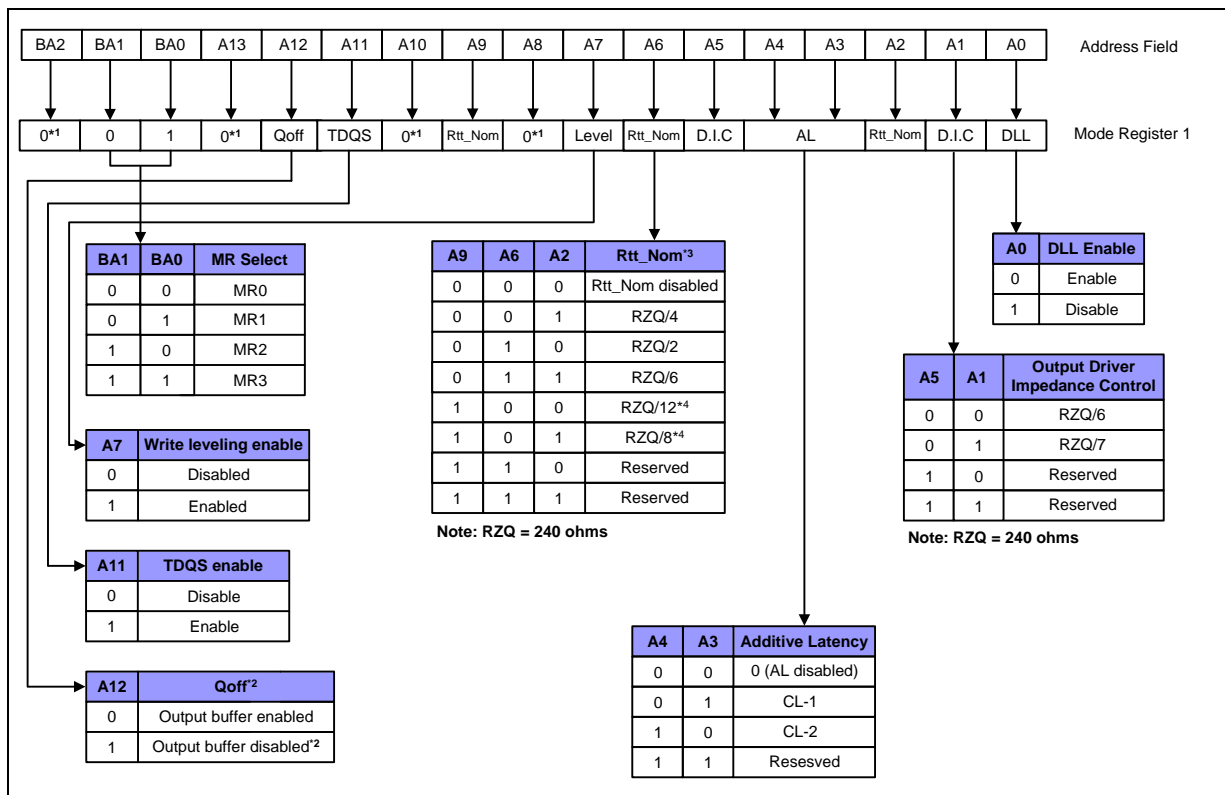 BA2 BA1 BA0 A13 A12 A11 A10 A9 A8 A7 A6 A5 A4 A3 A2 A1 A0 Address Field
0*1 0 1 0*1 Qoff TDQS 0*1 Rtt_Nom 0*1 Level Rtt_Nom D.I.C AL Rtt_Nom D.I.C DLL Mode Register 1
BA1 BA0 MR Select
0 0 MR0
0 1 MR1
1 0 MR2
1 1 MR3
A9 A6 A2 Rtt_Nom*3
0 0 0 Rtt_Nom disabled
0 0 1 RZQ/4
0 1 0 RZQ/2
0 1 1 RZQ/6
1 0 0 RZQ/12*4
1 0 1 RZQ/8*4
1 1 0 Reserved
1 1 1 Reserved
Note: RZQ = 240 ohms
A0 DLL Enable
0 Enable
1 Disable
A5 A1 Output Driver
Impedance Control
0 0 RZQ/6
0 1 RZQ/7
1 0 Reserved
1 1 Reserved
Note: RZQ = 240 ohms
A7 Write leveling enable
0 Disabled
1 Enabled
A11 TDQS enable
0 Disable
1 Enable
A12 Qoff*2
0 Output buffer enabled
1 Output buffer disabled*2
A4 A3 Additive Latency
0 0 0 (AL disabled)
0 1 CL-1
1 0 CL-2
1 1 Resesved